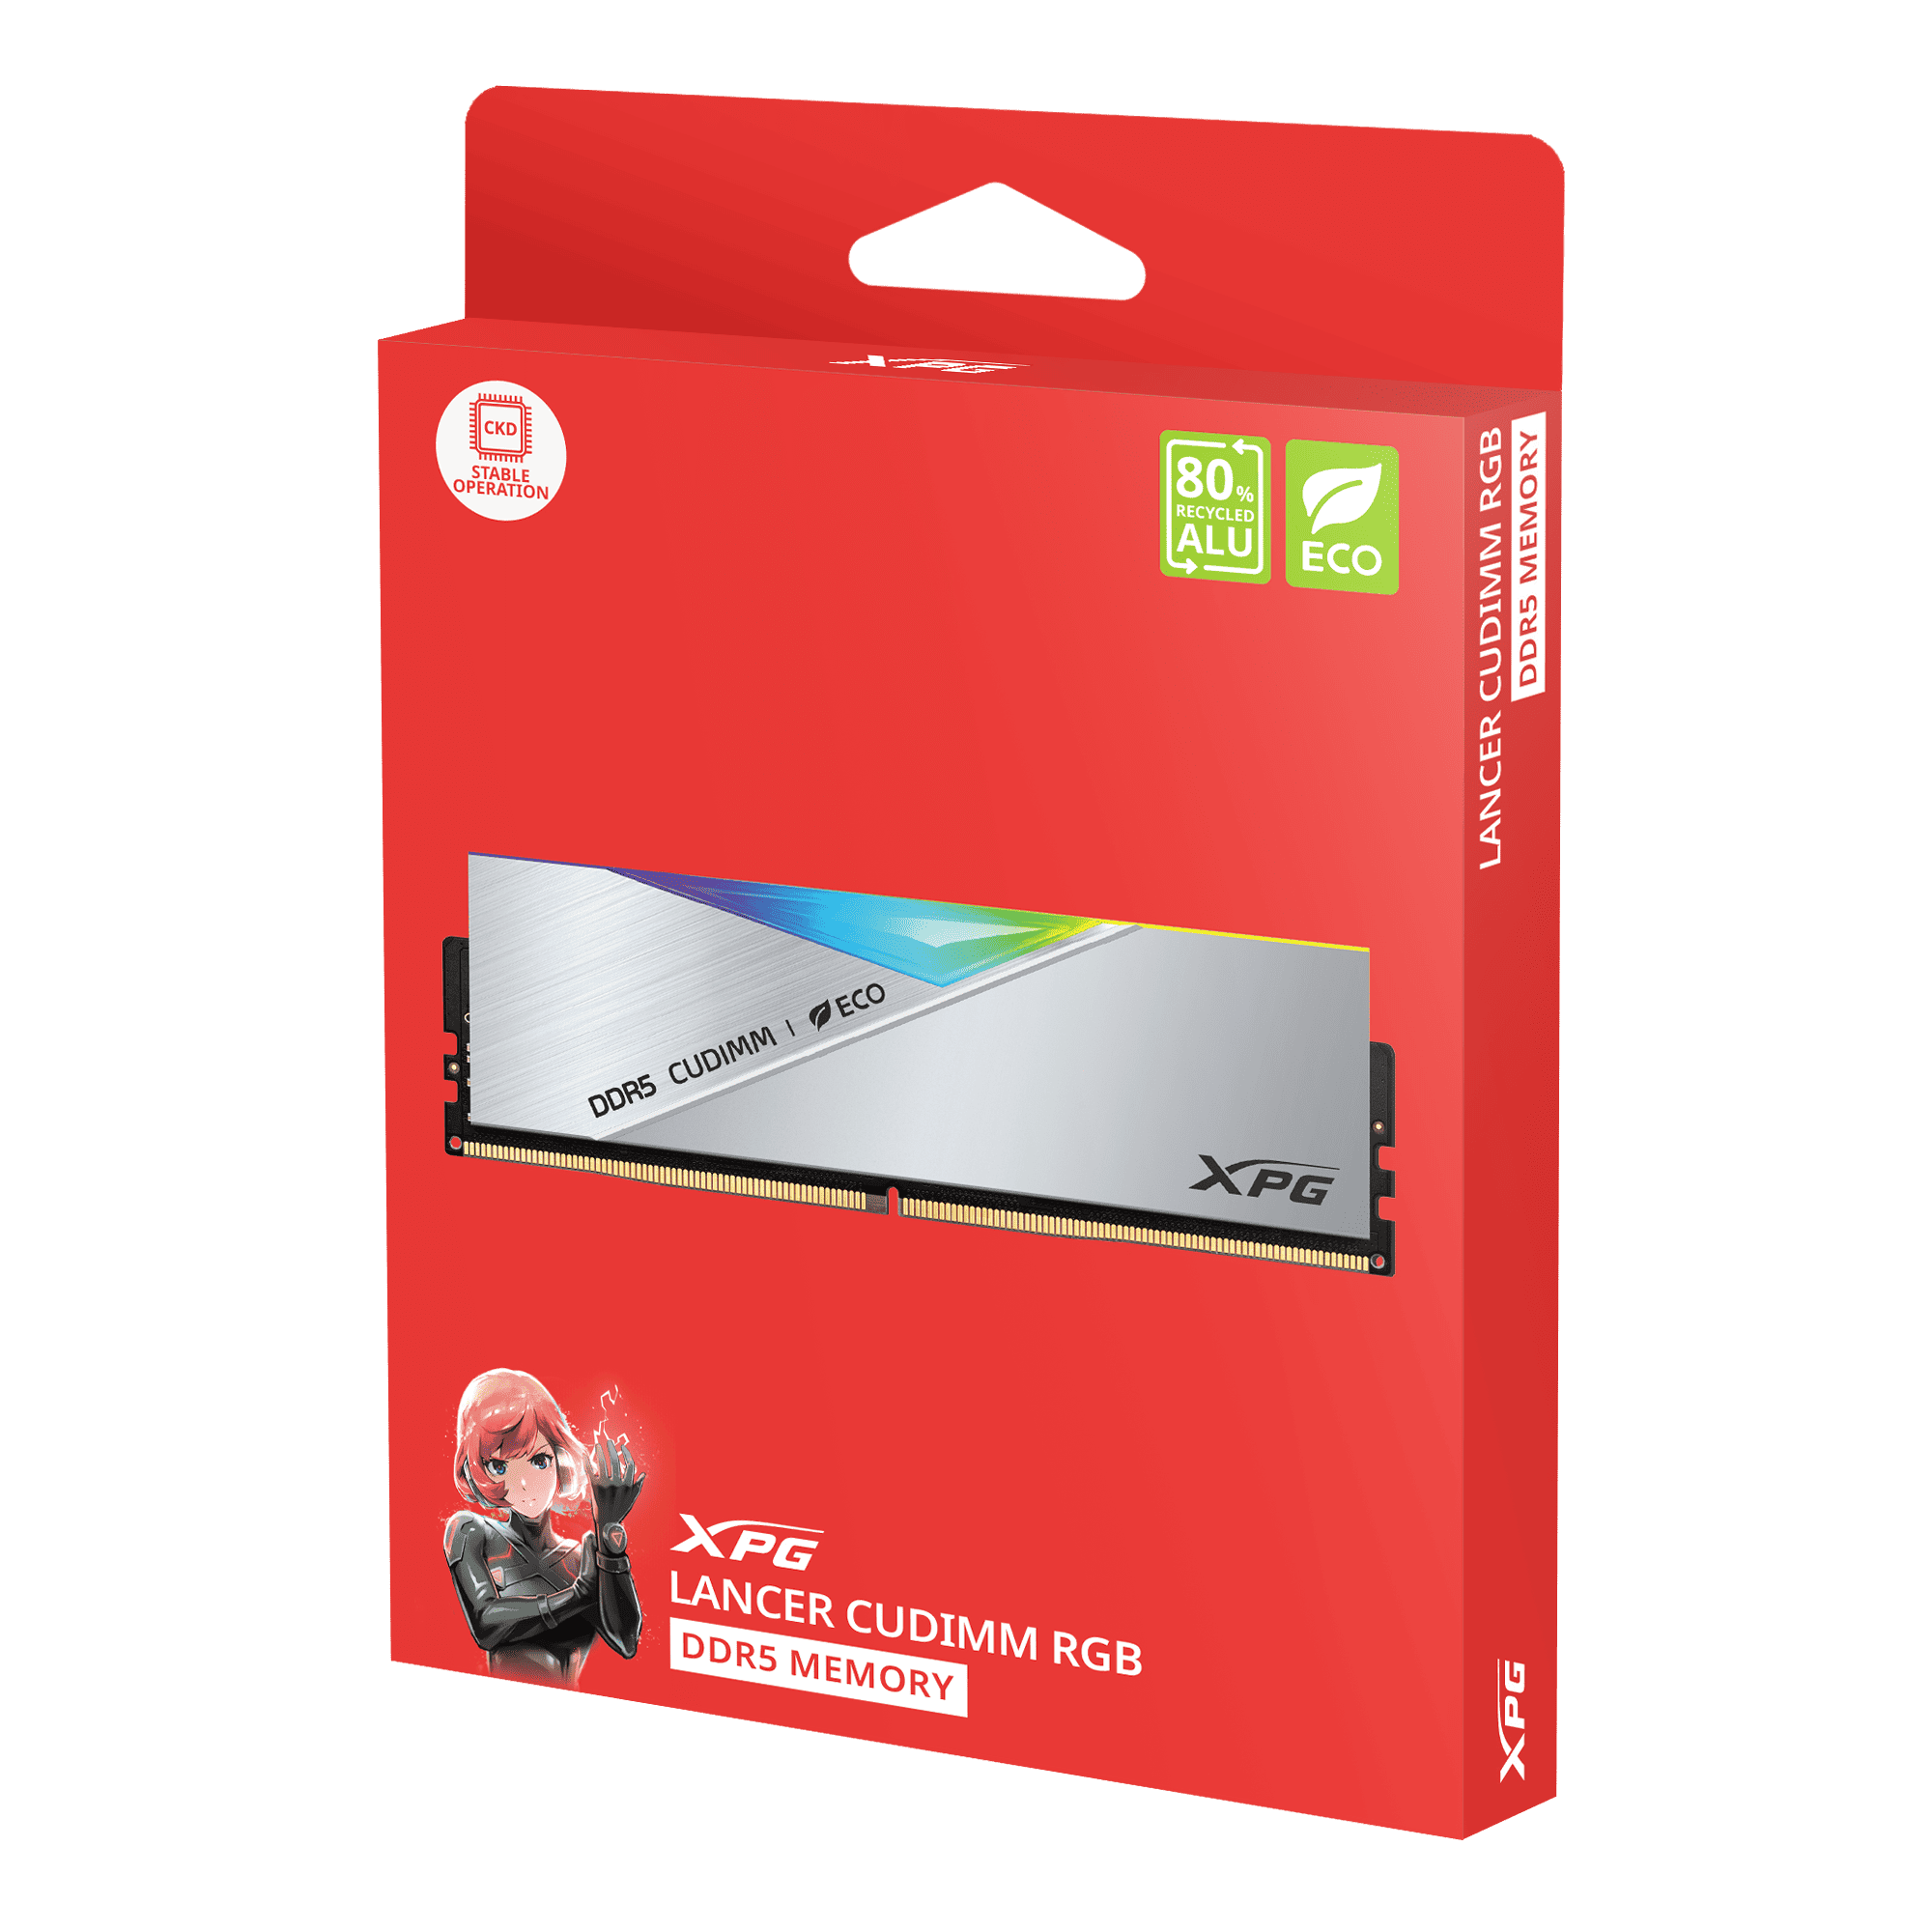 XPG
CKD
STABLE
OPERATION
80%
RECYCLED
ALU
ECO
LANCER CUDIMM RGB
DDR5 MEMORY
DDR5 CUDIMM | ECO
XPG
XPG
LANCER CUDIMM RGB
DDR5 MEMORY
XPG